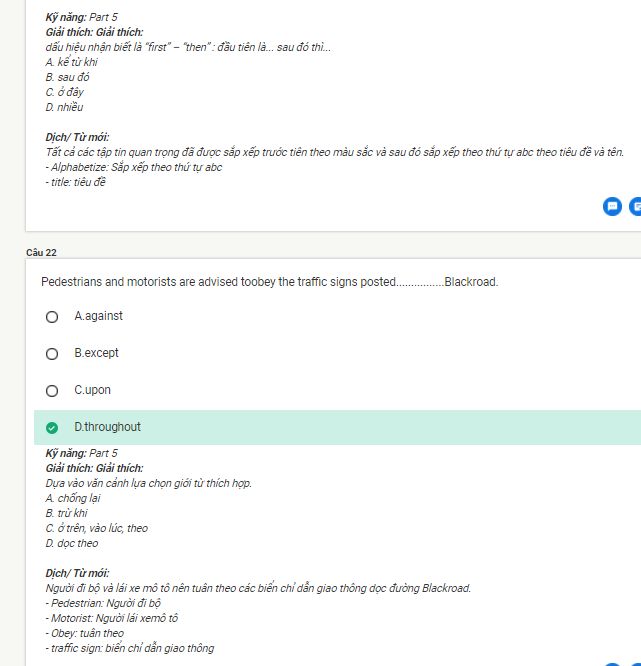 Kỹ năng: Part 5
Giải thích: Giải thích:
dấu hiệu nhận biết là “first” – “then” : đầu tiên là... sau đó thì...
A. kể từ khi
B. sau đó
C. ở đây
D. nhiều
Dịch/ Từ mới:
Tất cả các tập tin quan trọng đã được sắp xếp trước tiên theo màu sắc và sau đó sắp xếp theo thứ tự abc theo tiêu đề và tên.
- Alphabetize: Sắp xếp theo thứ tự abc
- title: tiêu đề
Câu 22
Pedestrians and motorists are advised toobey the traffic signs posted................Blackroad.
A.against
B.except
C.upon
D.throughout
Kỹ năng: Part 5
Giải thích: Giải thích:
Dựa vào văn cảnh lựa chọn giới từ thích hợp.
A. chống lại
B. trừ khi
C. ở trên, vào lúc, theo
D. dọc theo
Dịch/ Từ mới:
Người đi bộ và lái xe mô tô nên tuân theo các biển chỉ dẫn giao thông dọc đường Blackroad.
- Pedestrian: Người đi bộ
- Motorist: Người lái xemô tô
- Obey: tuân theo
- traffic sign: biển chỉ dẫn giao thông